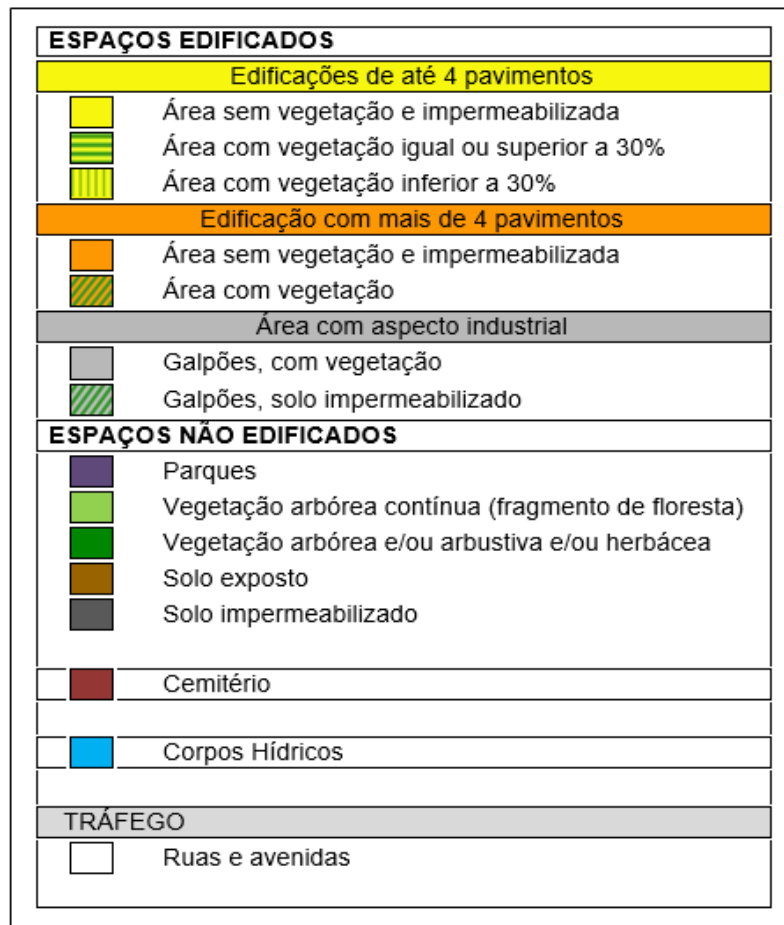 ESPAÇOS EDIFICADOS
Edificações de até 4 pavimentos
Área sem vegetação e impermeabilizada
Área com vegetação igual ou superior a 30%
Área com vegetação inferior a 30%
Edificação com mais de 4 pavimentos
Área sem vegetação e impermeabilizada
Área com vegetação
Área com aspecto industrial
Galpões, com vegetação
Galpões, solo impermeabilizado
ESPAÇOS NÃO EDIFICADOS
Parques
Vegetação arbórea contínua (fragmento de floresta)
Vegetação arbórea e/ou arbustiva e/ou herbácea
Solo exposto
Solo impermeabilizado
Cemitério
Corpos Hídricos
TRÁFEGO
Ruas e avenidas